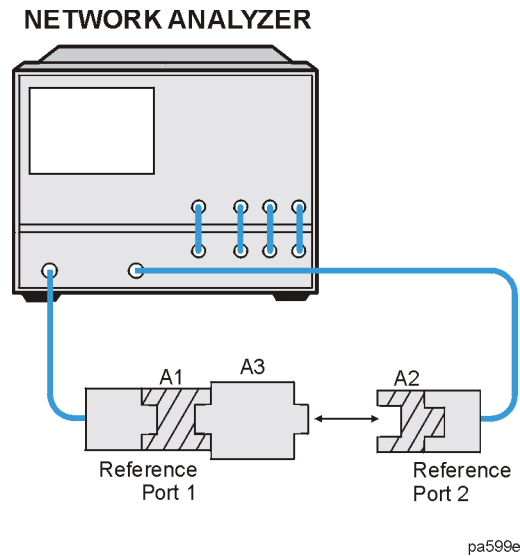 NETWORK ANALYZER
A1
A3
A2
Reference
Port 1
Reference
Port 2
pa599e